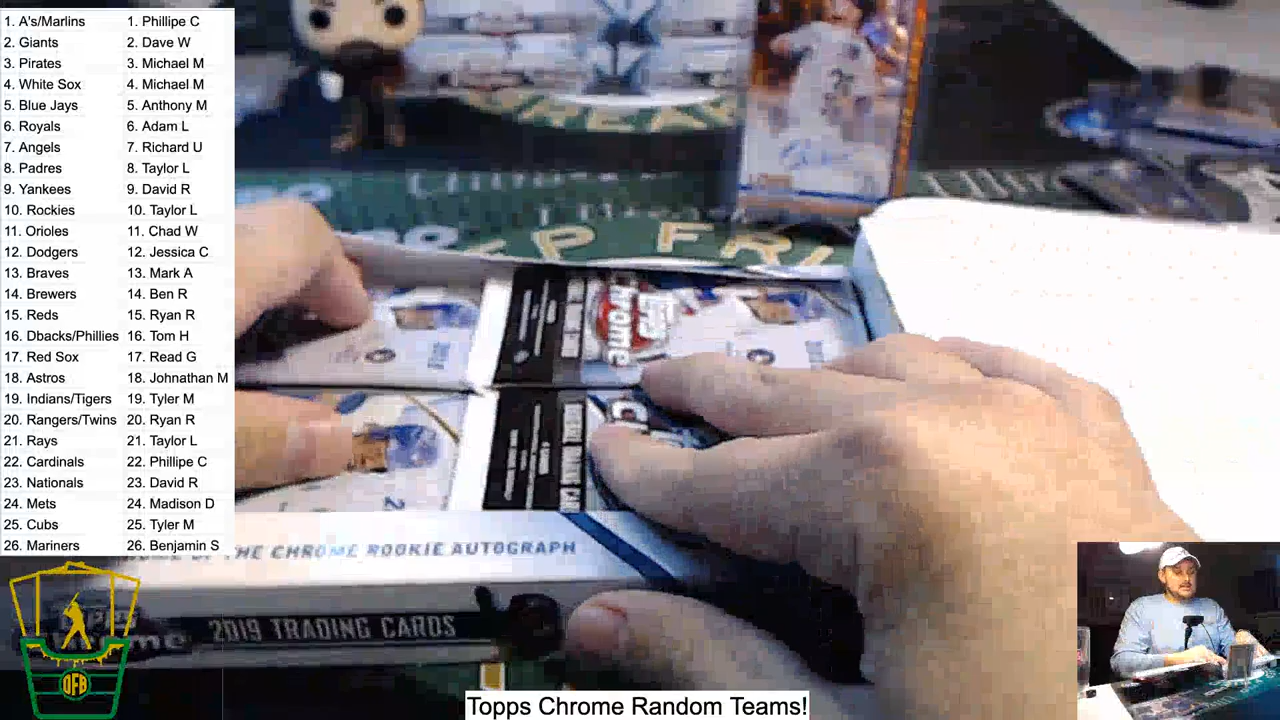 1. A's/Marlins 1. Phillipe C
2. Giants 2. Dave W
3. Pirates 3. Michael M
4. White Sox 4. Michael M
5. Blue Jays 5. Anthony M
6. Royals 6. Adam L
7. Angels 7. Richard U
8. Padres 8. Taylor L
9. Yankees 9. David R
10. Rockies 10. Taylor L
11. Orioles 11. Chad W
12. Dodgers 12. Jessica C
13. Braves 13. Mark A
14. Brewers 14. Ben R
15. Reds 15. Ryan R
16. Dbacks/Phillies 16. Tom H
17. Red Sox 17. Read G
18. Astros 18. Johnathan M
19. Indians/Tigers 19. Tyler M
20. Rangers/Twins 20. Ryan R
21. Rays 21. Taylor L
22. Cardinals 22. Phillipe C
23. Nationals 23. David R
24. Mets 24. Madison D
25. Cubs 25. Tyler M
26. Mariners 26. Benjamin S
Topps Chrome
THE CHROME ROOKIE AUTOGRAPH
2019 TRADING CARDS
OFB
Topps Chrome Random Teams!